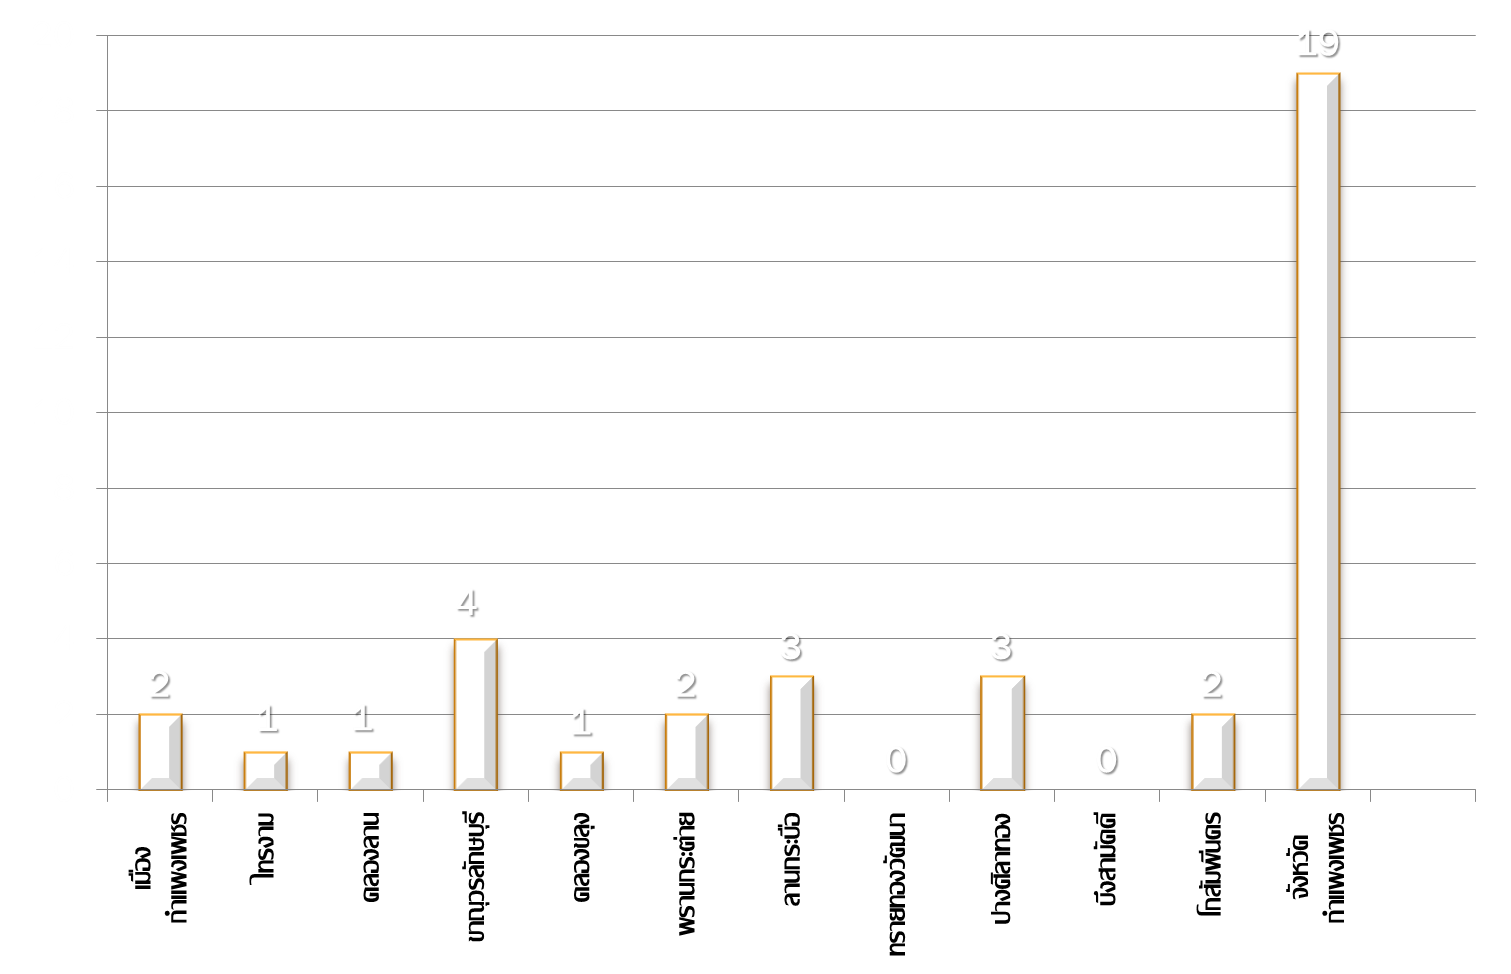 19
4
3
3
2
2
2
1
1
1
0
0
เมือง
กำแพงเพชร
ไทรงาม
คลองลาน
ขาณุวรลักษบุรี
คลองขลุง
พรานกระต่าย
ลานกระบือ
ทรายทองวัฒนา
ปางศิลาทอง
บึงสามัคคี
โกสัมพีนคร
จังหวัด
กำแพงเพชร